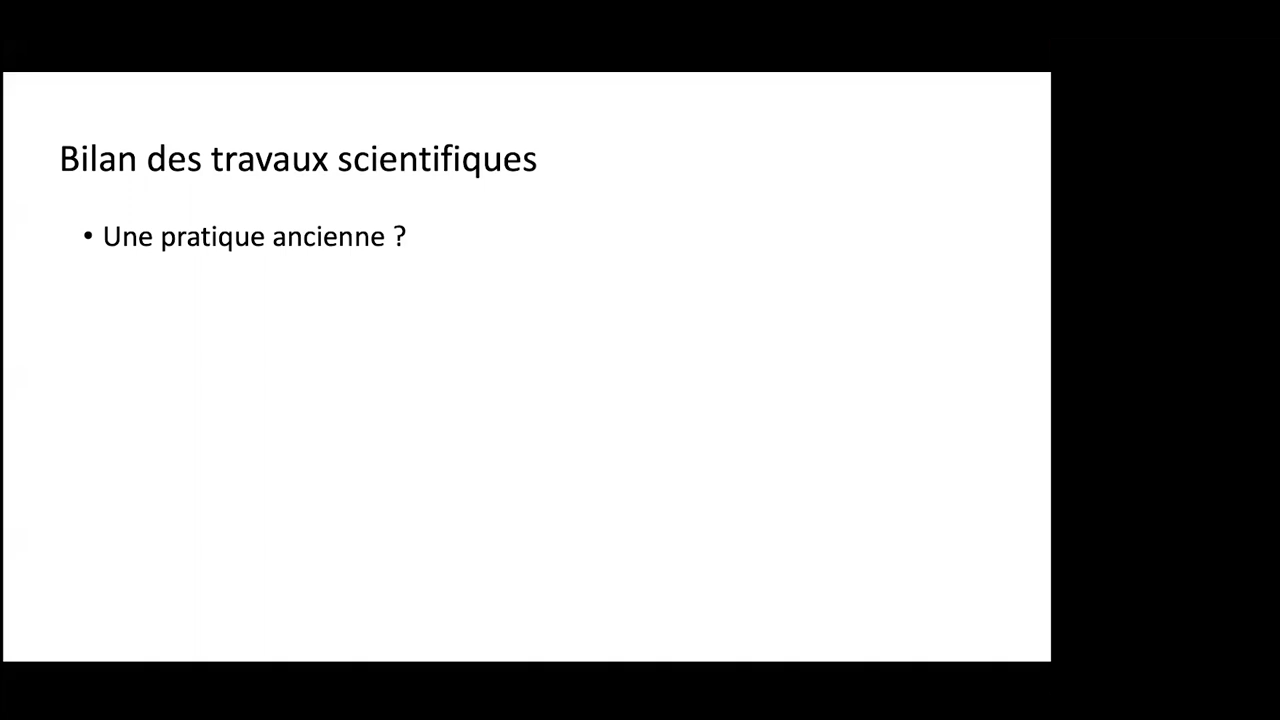 Bilan des travaux scientifiques
• Une pratique ancienne ?